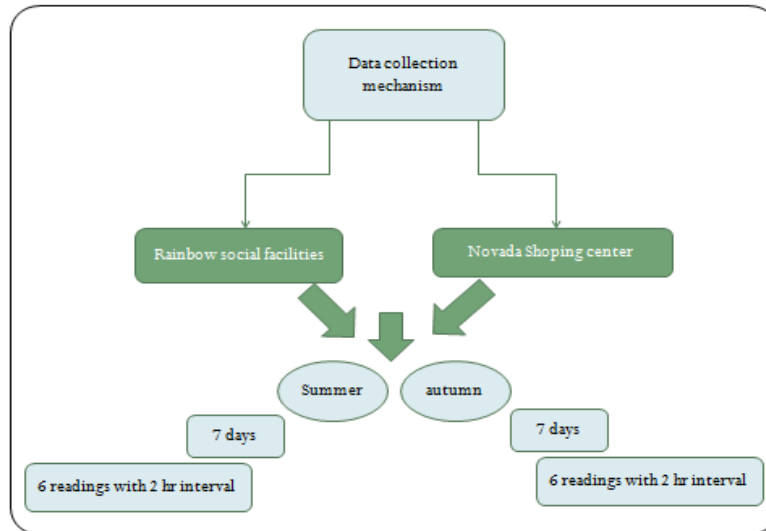 Data collection
mechanism
Rainbow social facilities
Novada Shoping center
Summer
autumn
7 days
7 days
6 readings with 2 hr interval
6 readings with 2 hr interval